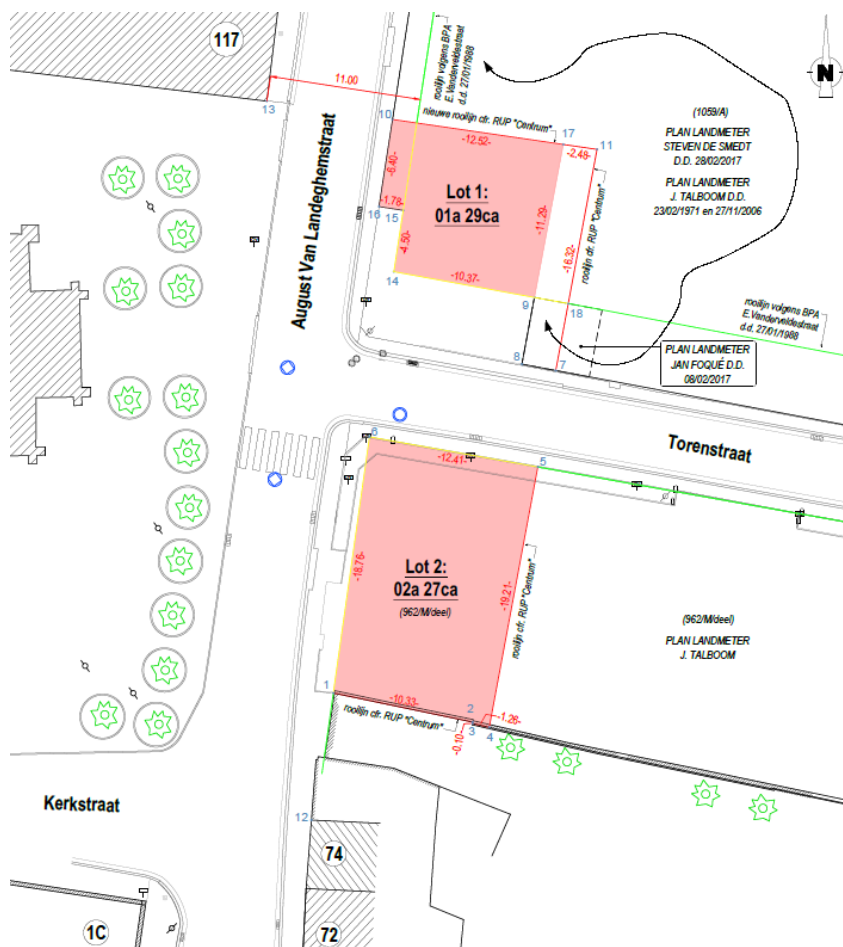 117
11.00
13
10
rooilijn volgens BPA
E.Vanderveldestraat
d.d. 27/01/1988
nieuwe rooilijn cfr. RUP "Centrum"
17
11
-12.52-
-2.48-
N
(1059/A)
PLAN LANDMETER
STEVEN DE SMEDT
D.D. 28/02/2017
PLAN LANDMETER
J. TALBOOM D.D.
23/02/1971 en 27/11/2006
August Van Landeghemstraat
-6.40-
-1.78-
16
15
-4.50-
14
Lot 1:
01a 29ca
-11.29-
-16.32-
rooilijn cfr. RUP "Centrum"
-10.37-
9
18
8
7
rooilijn volgens BPA
E.Vanderveldestraat
d.d. 27/01/1988
PLAN LANDMETER
JAN FOQUÉ D.D.
08/02/2017
Torenstraat
6
-12.41-
5
-18.76-
Lot 2:
02a 27ca
(962/M/deel)
-19.21-
rooilijn cfr. RUP "Centrum"
(962/M/deel)
PLAN LANDMETER
J. TALBOOM
1
-10.33-
2
-1.26-
rooilijn cfr. RUP "Centrum"
-0.10-
3
4
Kerkstraat
12
74
1C
72